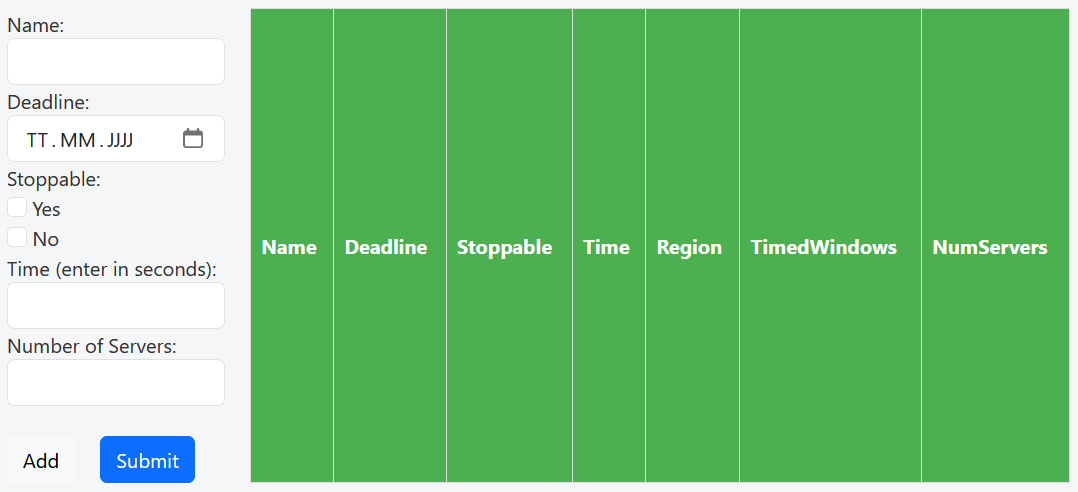 Name:
Deadline:
TT.MM.JJJJ
Stoppable:
Yes
No
Time (enter in seconds):
Number of Servers:
Add Submit
Name Deadline Stoppable Time Region TimedWindows NumServers